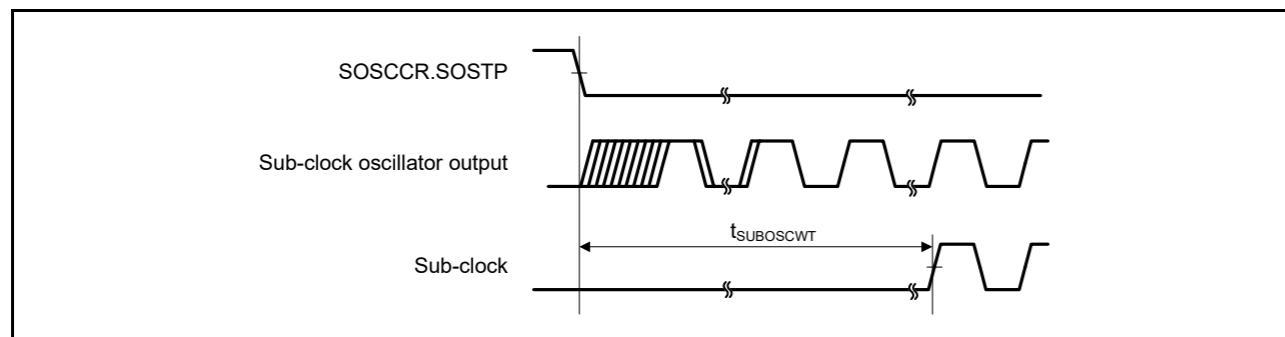 SOSCCR.SOSTP
Sub-clock oscillator output
tSUBOSCWT
Sub-clock